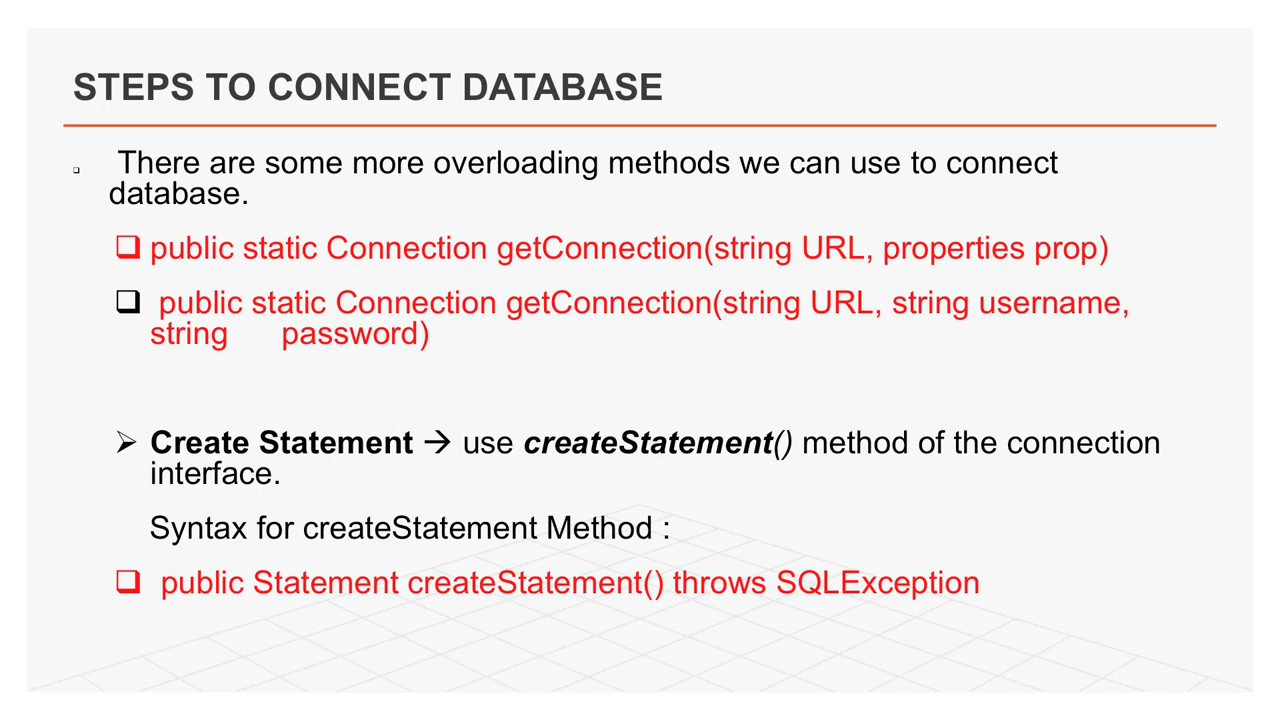 STEPS TO CONNECT DATABASE
❑ There are some more overloading methods we can use to connect
database.
❑ public static Connection getConnection(string URL, properties prop)
❑ public static Connection getConnection(string URL, string username,
string password)
➢ Create Statement → use createStatement() method of the connection
interface.
Syntax for createStatement Method :
❑ public Statement createStatement() throws SQLException